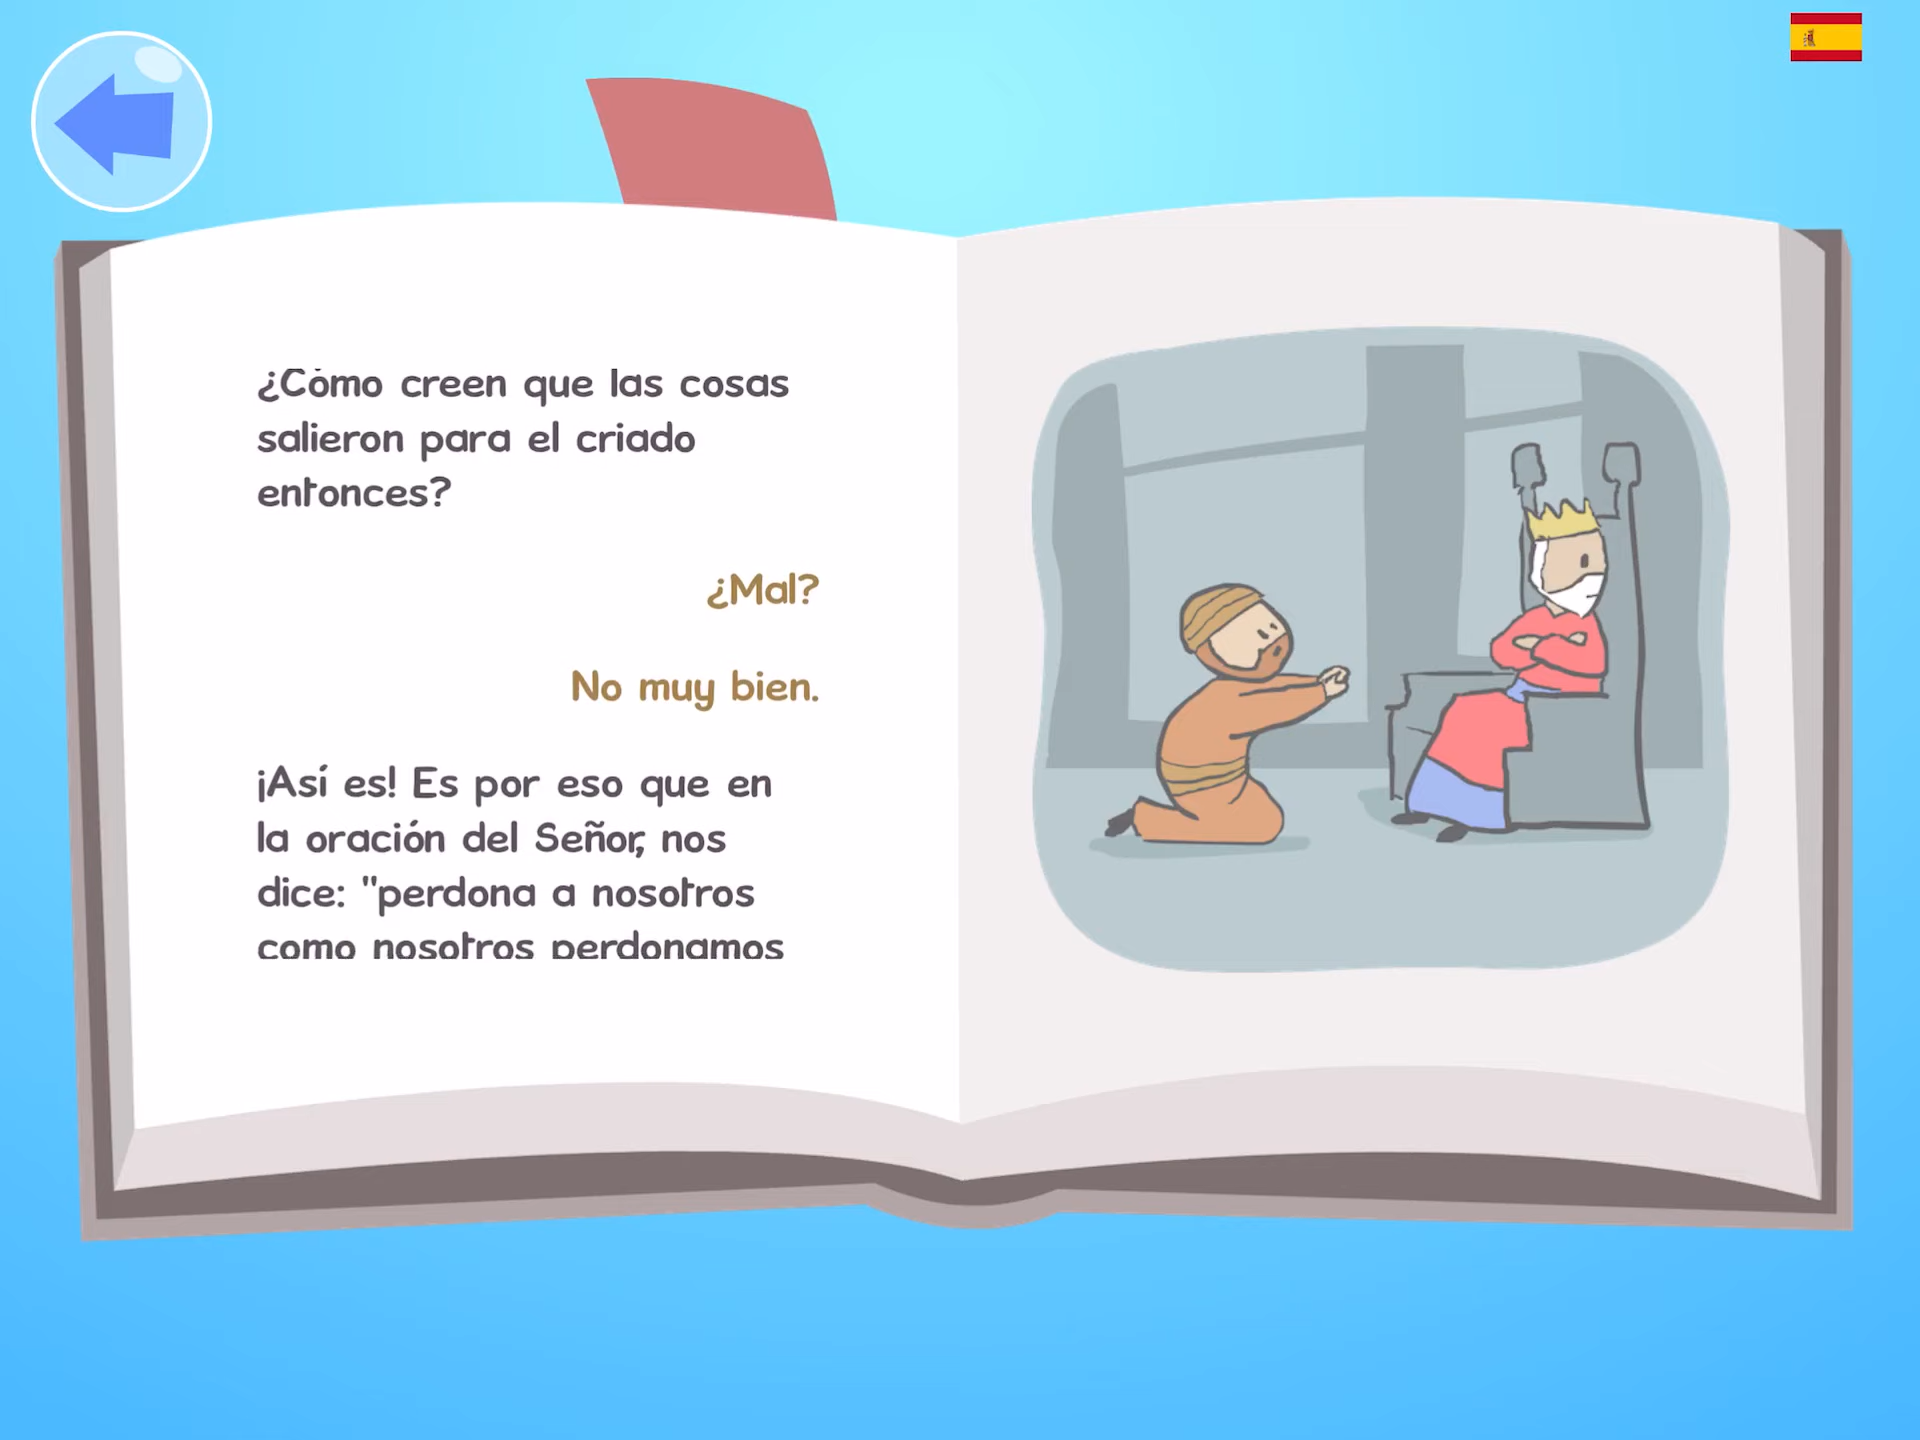 ¿Cómo creen que las cosas
salieron para el criado
entonces?
¿Mal?
No muy bien.
¡Así es! Es por eso que en
la oración del Señor, nos
dice: "perdona a nosotros
como nosotros perdonamos